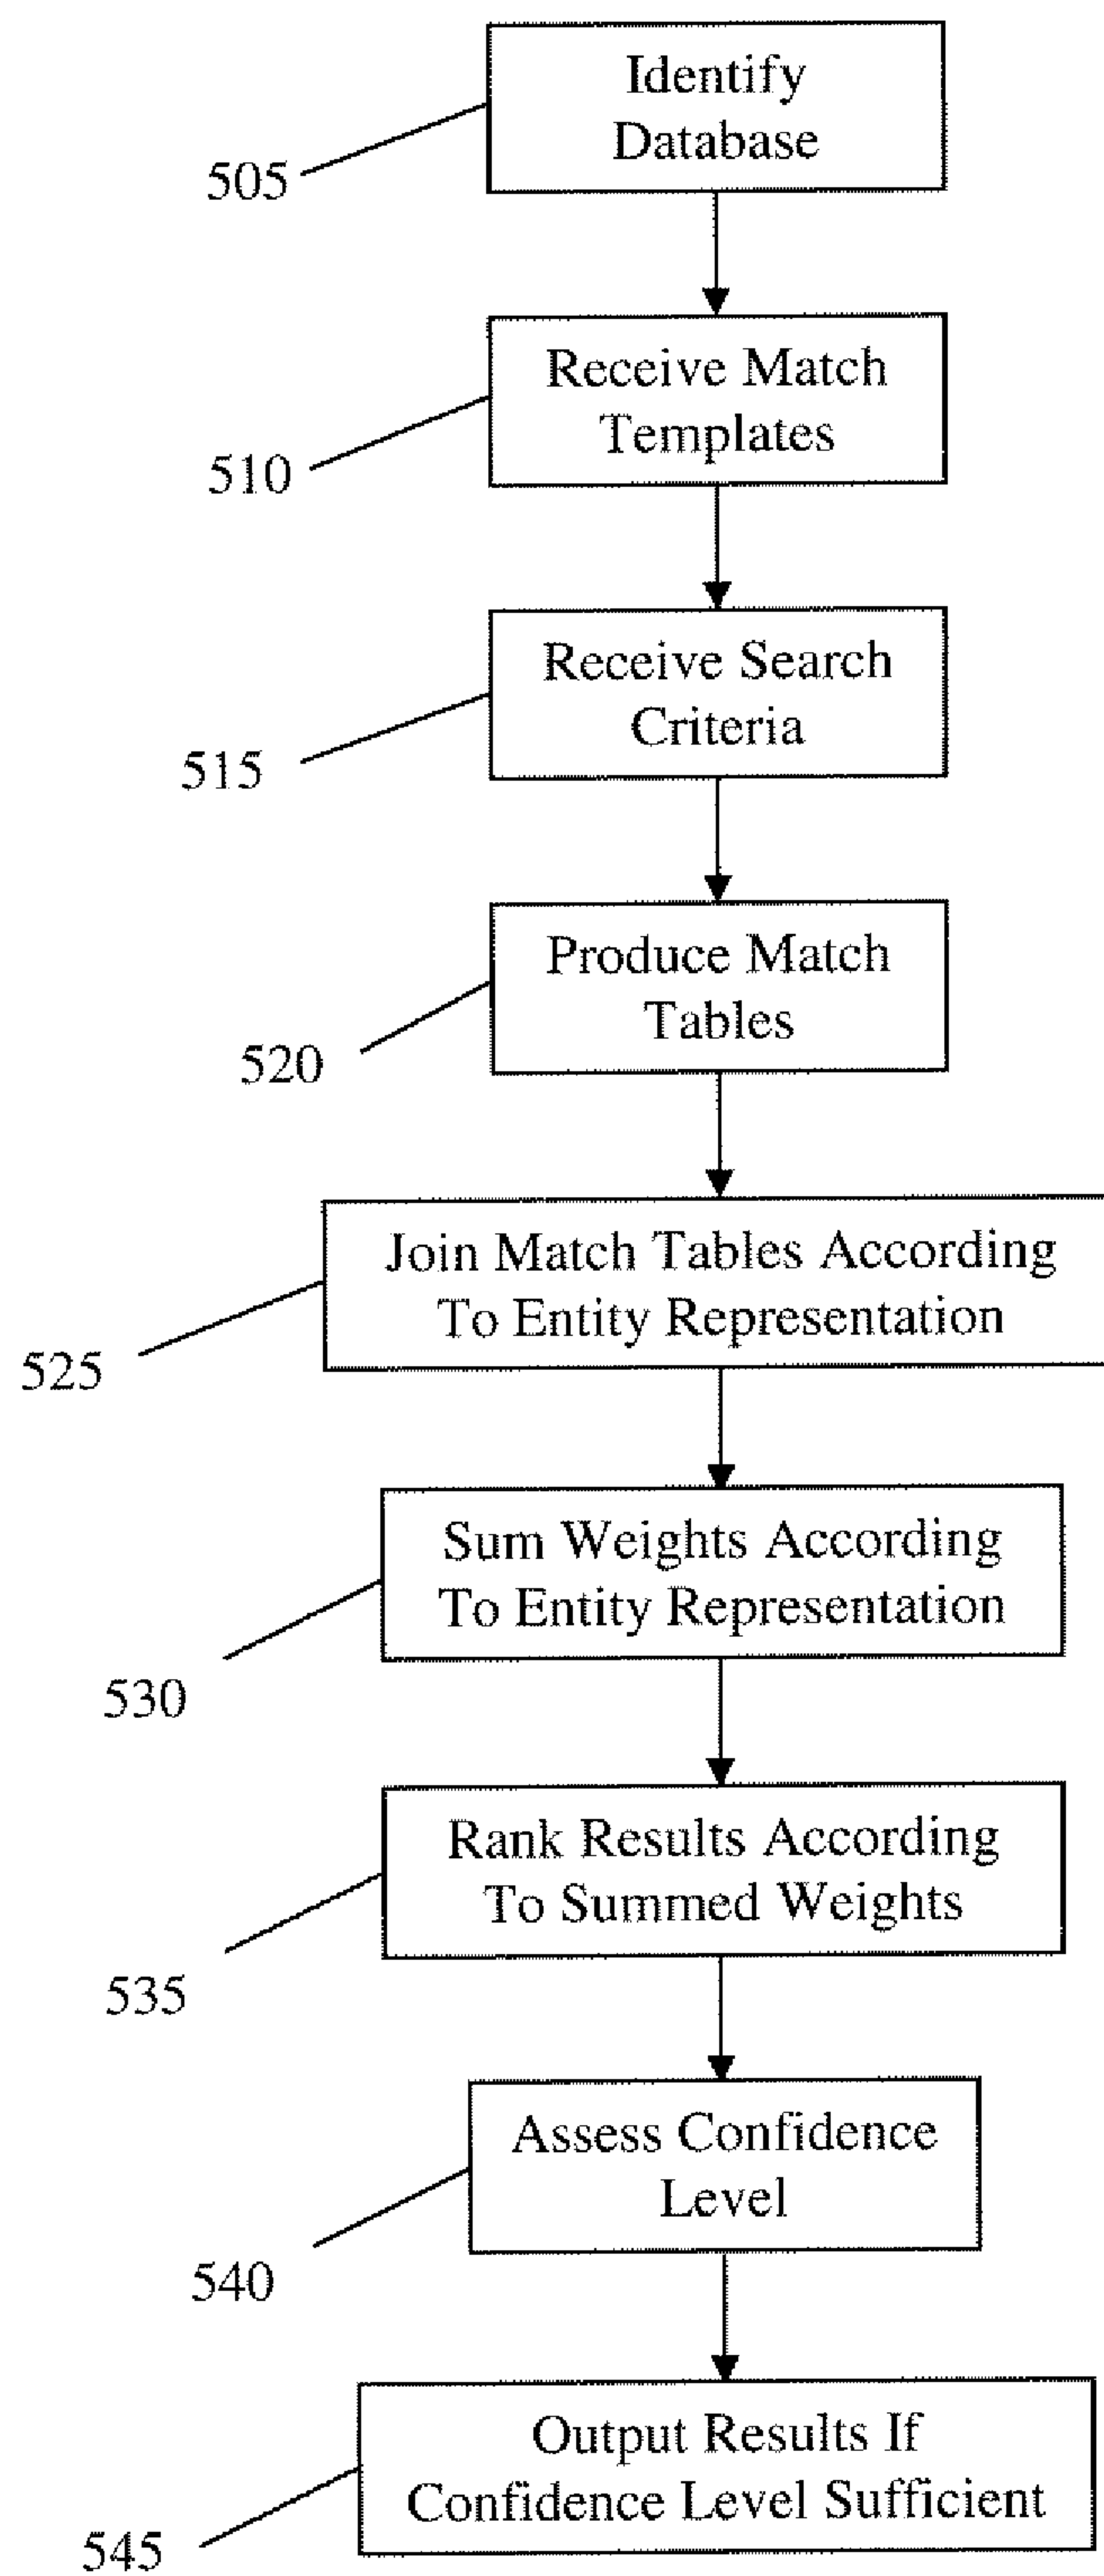 Identify
Database
505
Receive Match
Templates
510
Receive Search
Criteria
515
Produce Match
Tables
520
Join Match Tables According
To Entity Representation
525
Sum Weights According
To Entity Representation
530
Rank Results According
To Summed Weights
535
Assess Confidence
Level
540
Output Results If
Confidence Level Sufficient
545